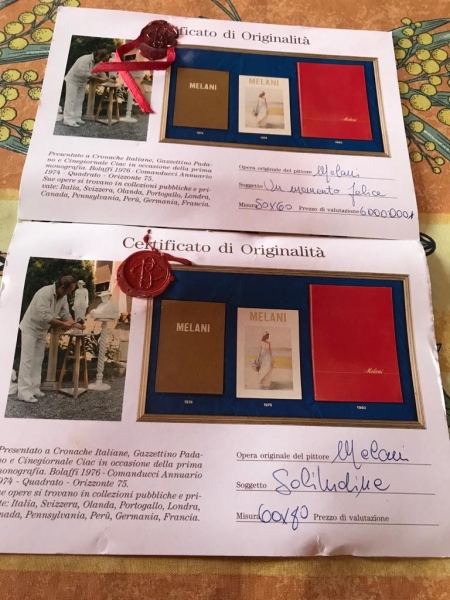 Certificato di Originalità
MELANI
MELANI
Melani
1974
1976
1980
Presentato a Cronache Italiane, Gazzettino Pada-
no e Cinegiornale Ciac in occasione della prima
monografia. Bolaffi 1976 - Comanducci Annuario
1974 - Quadrato - Orizzonte 75.
Sue opere si trovano in collezioni pubbliche e pri-
vate: Italia, Svizzera, Olanda, Portogallo, Londra,
Canada, Pennsylvania, Perù, Germania, Francia.
Opera originale del pittore Melani
Soggetto Un momento felice
Misura 50x60 Prezzo di valutazione 6000000
Certificato di Originalità
MELANI
MELANI
Melani
1974
1976
1980
Presentato a Cronache Italiane, Gazzettino Pada-
no e Cinegiornale Ciac in occasione della prima
monografia. Bolaffi 1976 - Comanducci Annuario
1974 - Quadrato - Orizzonte 75.
Sue opere si trovano in collezioni pubbliche e pri-
vate: Italia, Svizzera, Olanda, Portogallo, Londra,
Canada, Pennsylvania, Perù, Germania, Francia.
Opera originale del pittore Melani
Soggetto Solitudine
Misura 60x80 Prezzo di valutazione